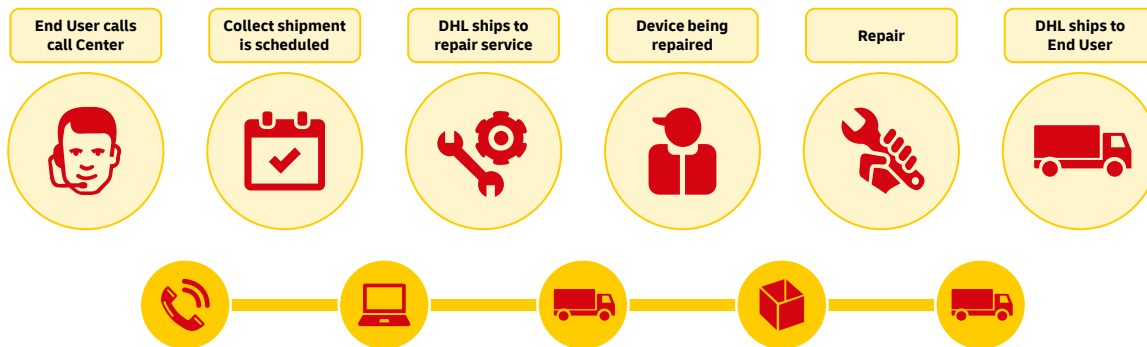 End User calls
call Center
Collect shipment
is scheduled
DHL ships to
repair service
Device being
repaired
Repair
DHL ships to
End User